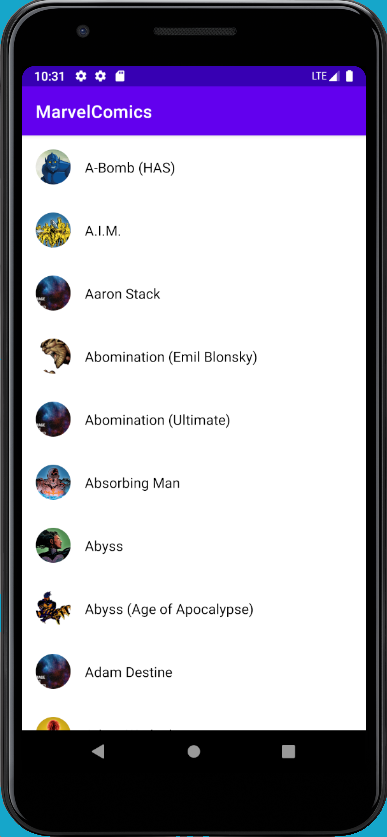 10:31
LTE
MarvelComics
A-Bomb (HAS)
A.I.M.
Aaron Stack
Abomination (Emil Blonsky)
Abomination (Ultimate)
Absorbing Man
Abyss
Abyss (Age of Apocalypse)
Adam Destine